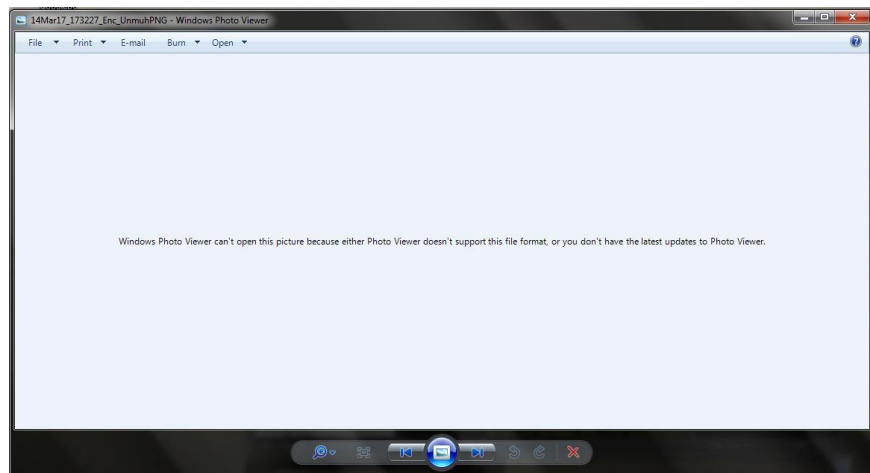 14Mar17_173227_Enc_UnmuhPNG - Windows Photo Viewer
File Print E-mail Burn Open
Windows Photo Viewer can't open this picture because either Photo Viewer doesn't support this file format, or you don't have the latest updates to Photo Viewer.